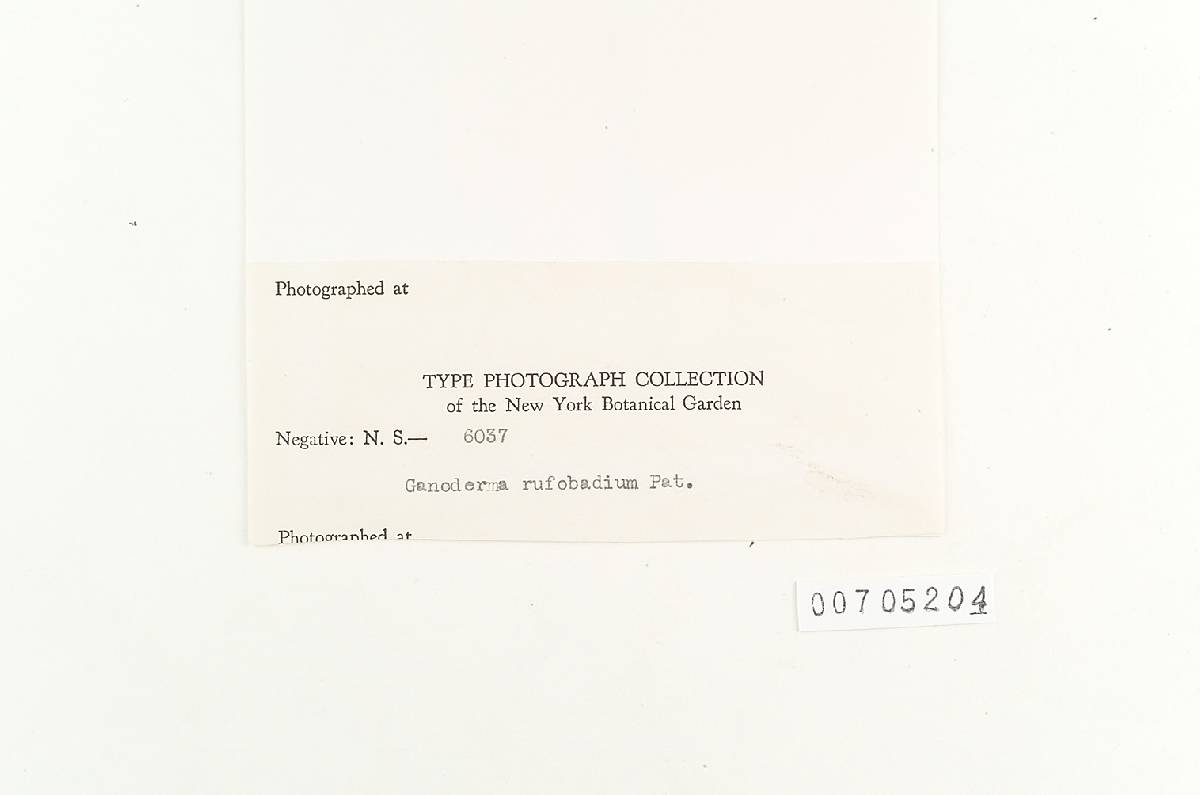 Photographed at
TYPE PHOTOGRAPH COLLECTION
of the New York Botanical Garden
Negative: N. S.— 6037
Ganoderma rufobadium Pat.
Photographed at
00705204